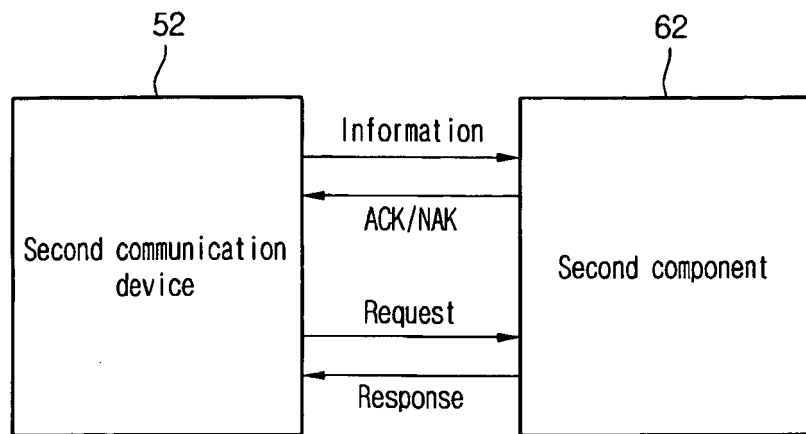 52
62
Information
ACK/NAK
Second communication
device
Second component
Request
Response